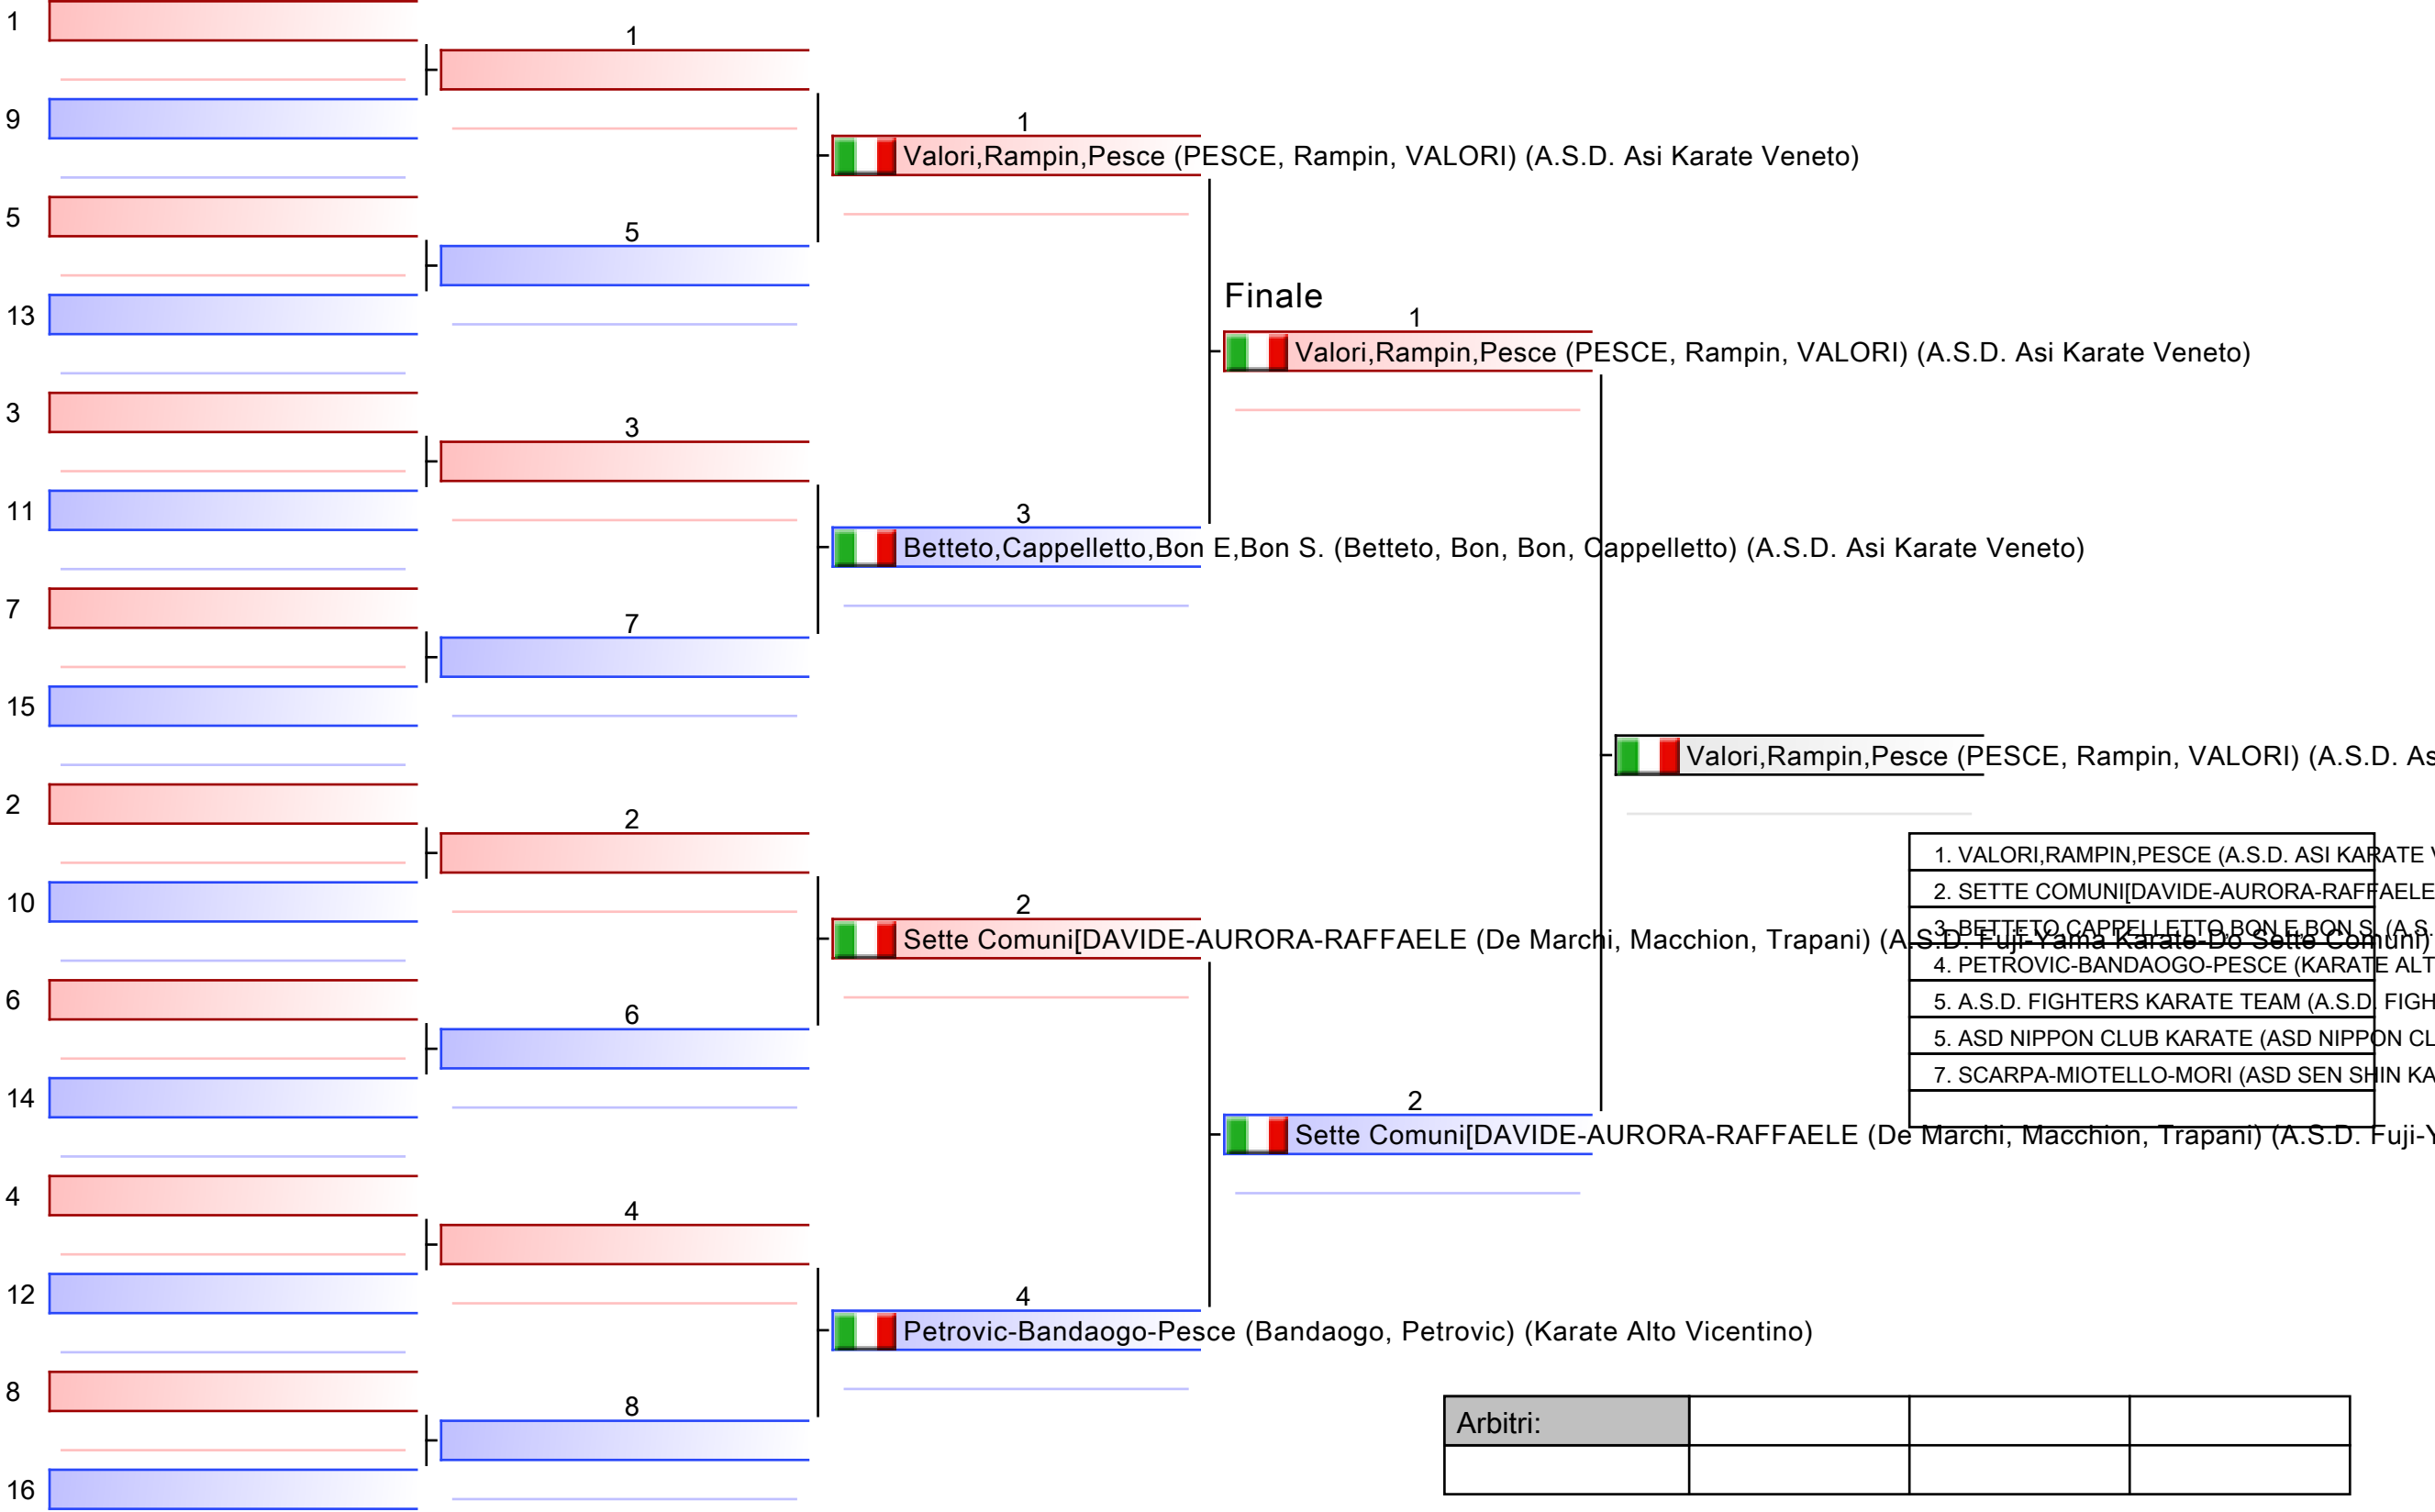 1
9
5
13
3
11
7
15
2
10
6
14
4
12
8
16
1
5
3
7
2
6
4
8
1
Valori,Rampin,Pesce (PESCE, Rampin, VALORI) (A.S.D. Asi Karate Veneto)
3
Betteto,Cappelletto,Bon E,Bon S. (Betteto, Bon, Bon, Cappelletto) (A.S.D. Asi Karate Veneto)
2
Sette Comuni[DAVIDE-AURORA-RAFFAELE (De Marchi, Macchion, Trapani) (A.S.D. Fuji-Yama Karate-Do Sette Comuni)
4
Petrovic-Bandaogo-Pesce (Bandaogo, Petrovic) (Karate Alto Vicentino)
Finale
1
Valori,Rampin,Pesce (PESCE, Rampin, VALORI) (A.S.D. Asi Karate Veneto)
2
Sette Comuni[DAVIDE-AURORA-RAFFAELE (De Marchi, Macchion, Trapani) (A.S.D. Fuji-Y
Valori,Rampin,Pesce (PESCE, Rampin, VALORI) (A.S.D. As
1. VALORI,RAMPIN,PESCE (A.S.D. ASI KARATE V
2. SETTE COMUNI[DAVIDE-AURORA-RAFFAELE
3. BETTETO,CAPPELLETTO,BON E,BON S. (A.S.
4. PETROVIC-BANDAOGO-PESCE (KARATE ALT
5. A.S.D. FIGHTERS KARATE TEAM (A.S.D. FIGH
5. ASD NIPPON CLUB KARATE (ASD NIPPON CL
7. SCARPA-MIOTELLO-MORI (ASD SEN SHIN KA
Arbitri: